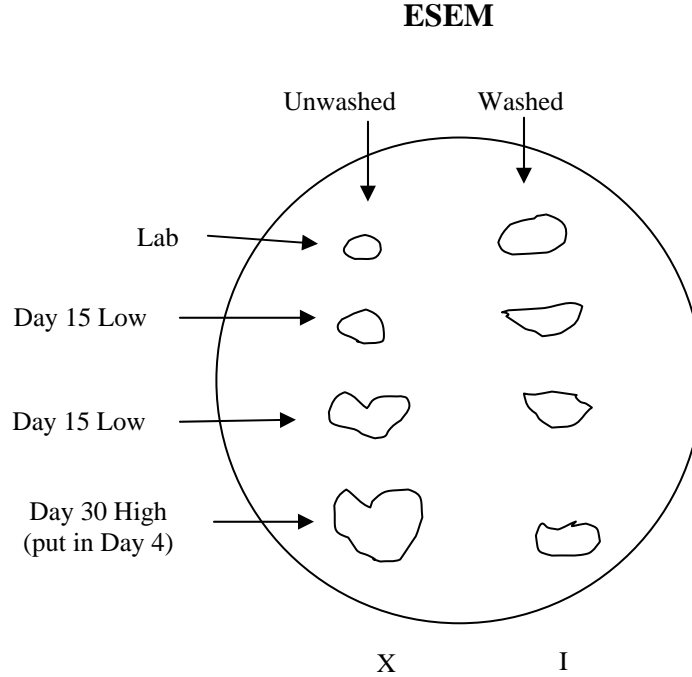 ESEM
Unwashed Washed
Lab
Day 15 Low
Day 15 Low
Day 30 High
(put in Day 4)
X I